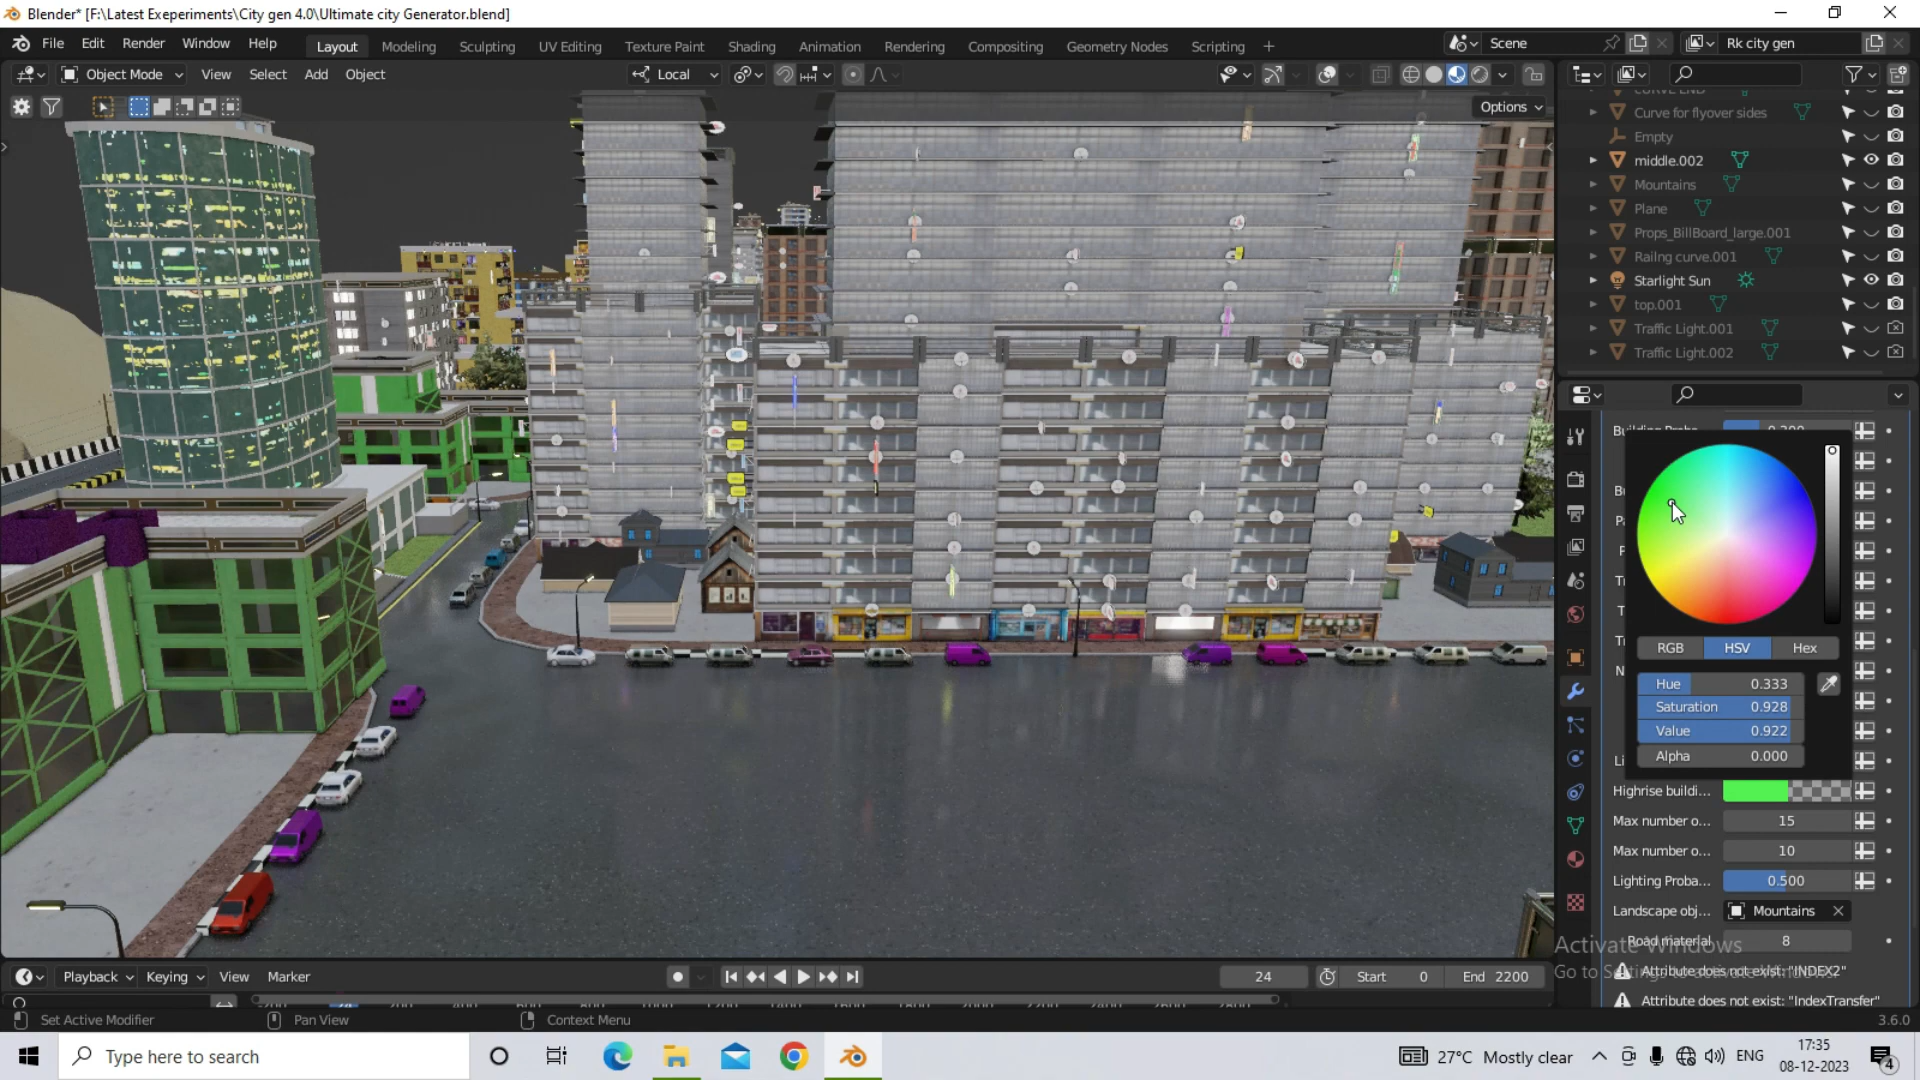 Blender* [F:\Latest Exeperiments\City gen 4.0\Ultimate city Generator.blend]
File Edit Render Window Help Layout Modeling Sculpting UV Editing Texture Paint Shading Animation Rendering Compositing Geometry Nodes Scripting + Scene Rk city gen
Object Mode View Select Add Object Local
Options
CURVE END
Curve for flyover sides
Empty
middle.002
Mountains
Plane
Props_BillBoard_large.001
Railng curve.001
Starlight Sun
top.001
Traffic Light.001
Traffic Light.002
RGB HSV Hex
Hue 0.333
Saturation 0.928
Value 0.922
Alpha 0.000
Highrise buildi...
Max number o... 15
Max number o... 10
Lighting Proba... 0.500
Landscape obj... Mountains
Road material 8
Activate Windows
Attribute does not exist: "INDEX2"
Attribute does not exist: "IndexTransfer"
Playback Keying View Marker 24 Start 0 End 2200
Set Active Modifier Pan View Context Menu 3.6.0
Type here to search 27°C Mostly clear ENG 17:35
08-12-2023 4